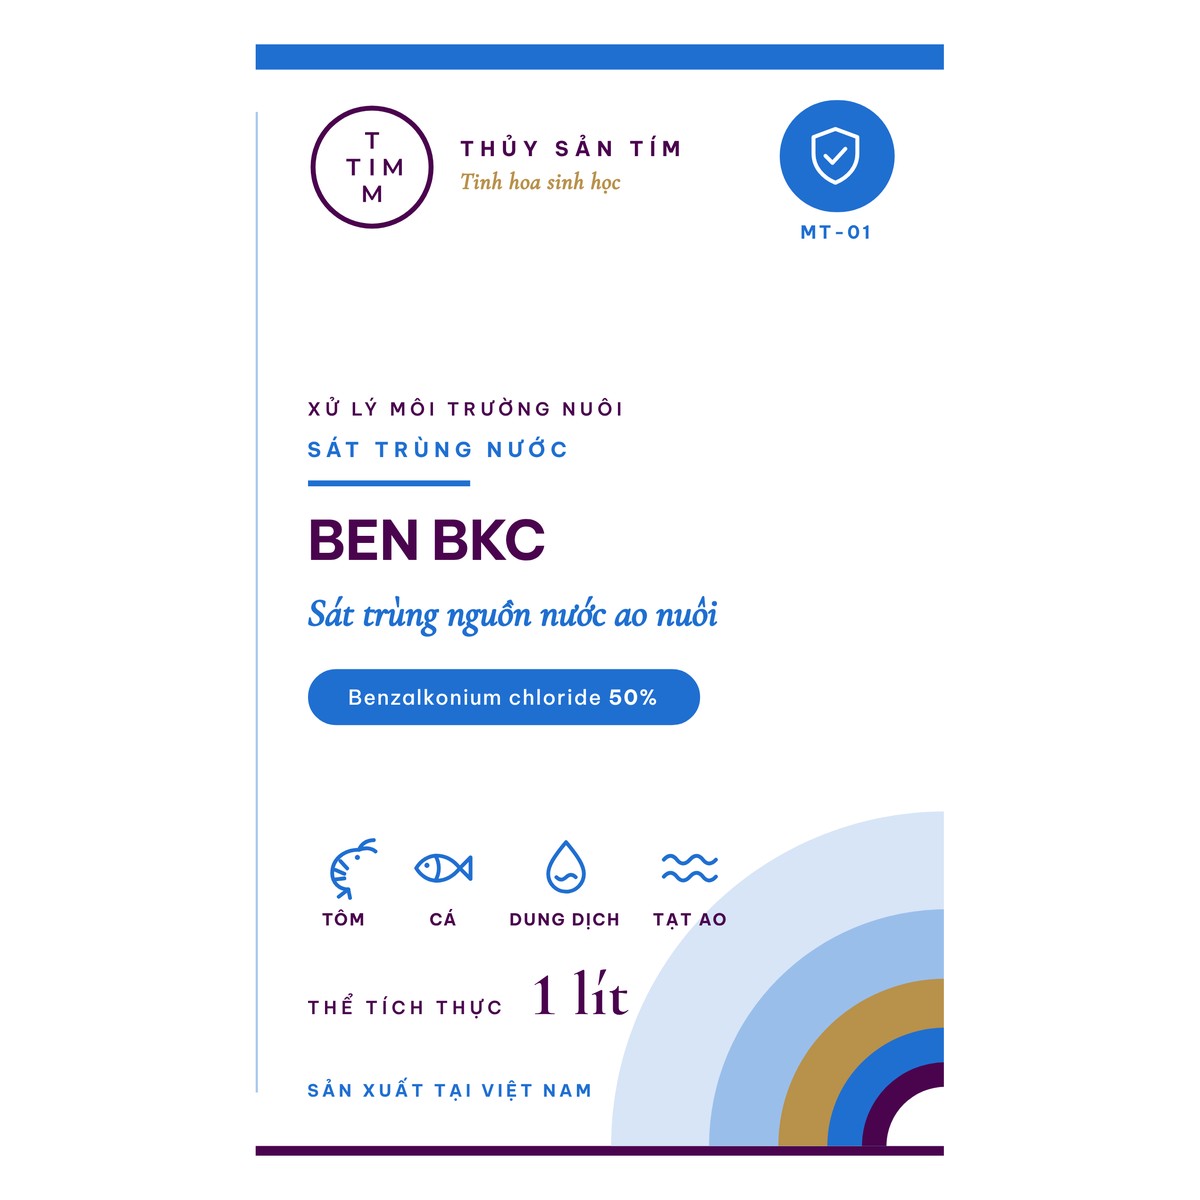 T
TIM
M
THỦY SẢN TÍM
Tinh hoa sinh học
MT-01
XỬ LÝ MÔI TRƯỜNG NUÔI
SÁT TRÙNG NƯỚC
BEN BKC
Sát trùng nguồn nước ao nuôi
Benzalkonium chloride 50%
TÔM CÁ DUNG DỊCH TẠT AO
THỂ TÍCH THỰC 1 lít
SẢN XUẤT TẠI VIỆT NAM